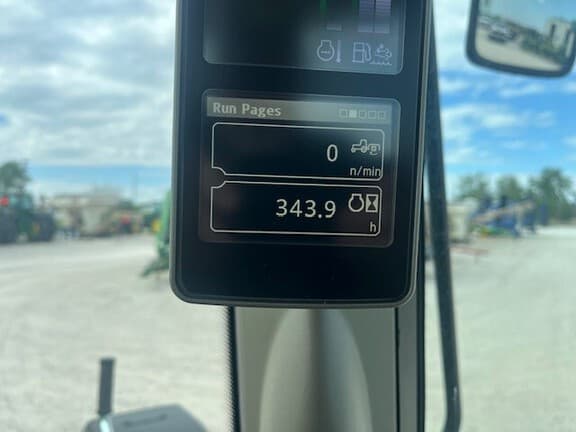 Run Pages
0
n/min
343.9
h